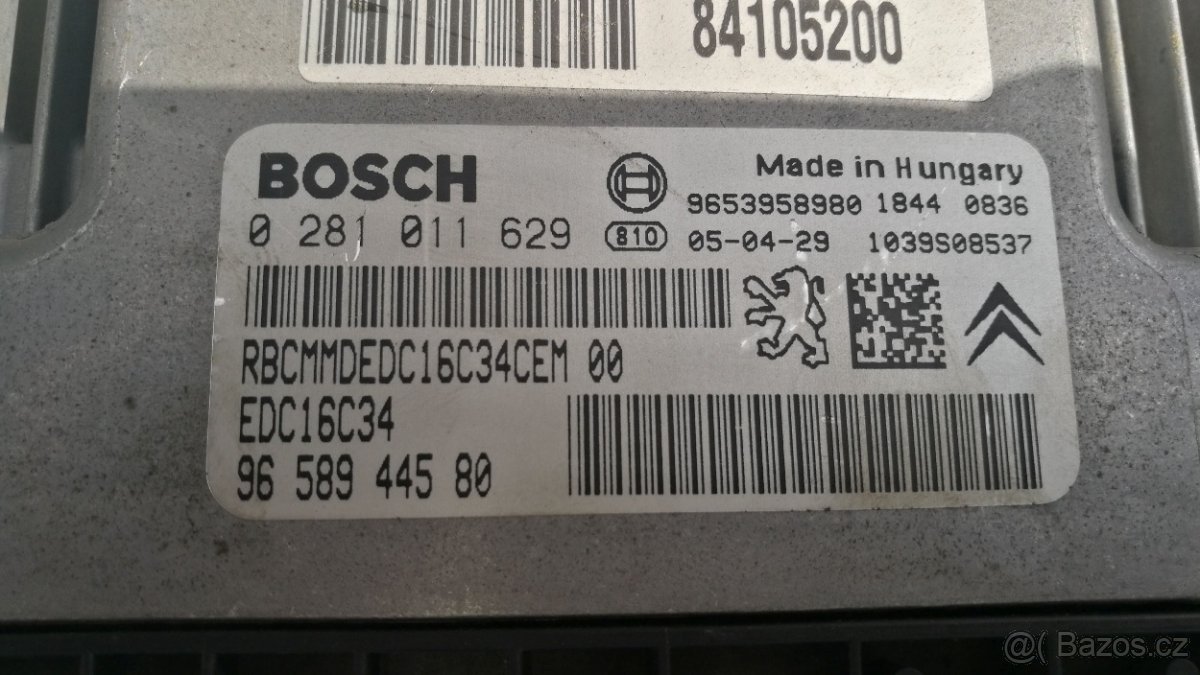 84105200
BOSCH
Made in Hungary
9653958980 1844 0836
0 281 011 629
810
05-04-29 1039S08537
RBCMMDEDC16C34CEM 00
EDC16C34
96 589 445 80
@( Bazoš.cz